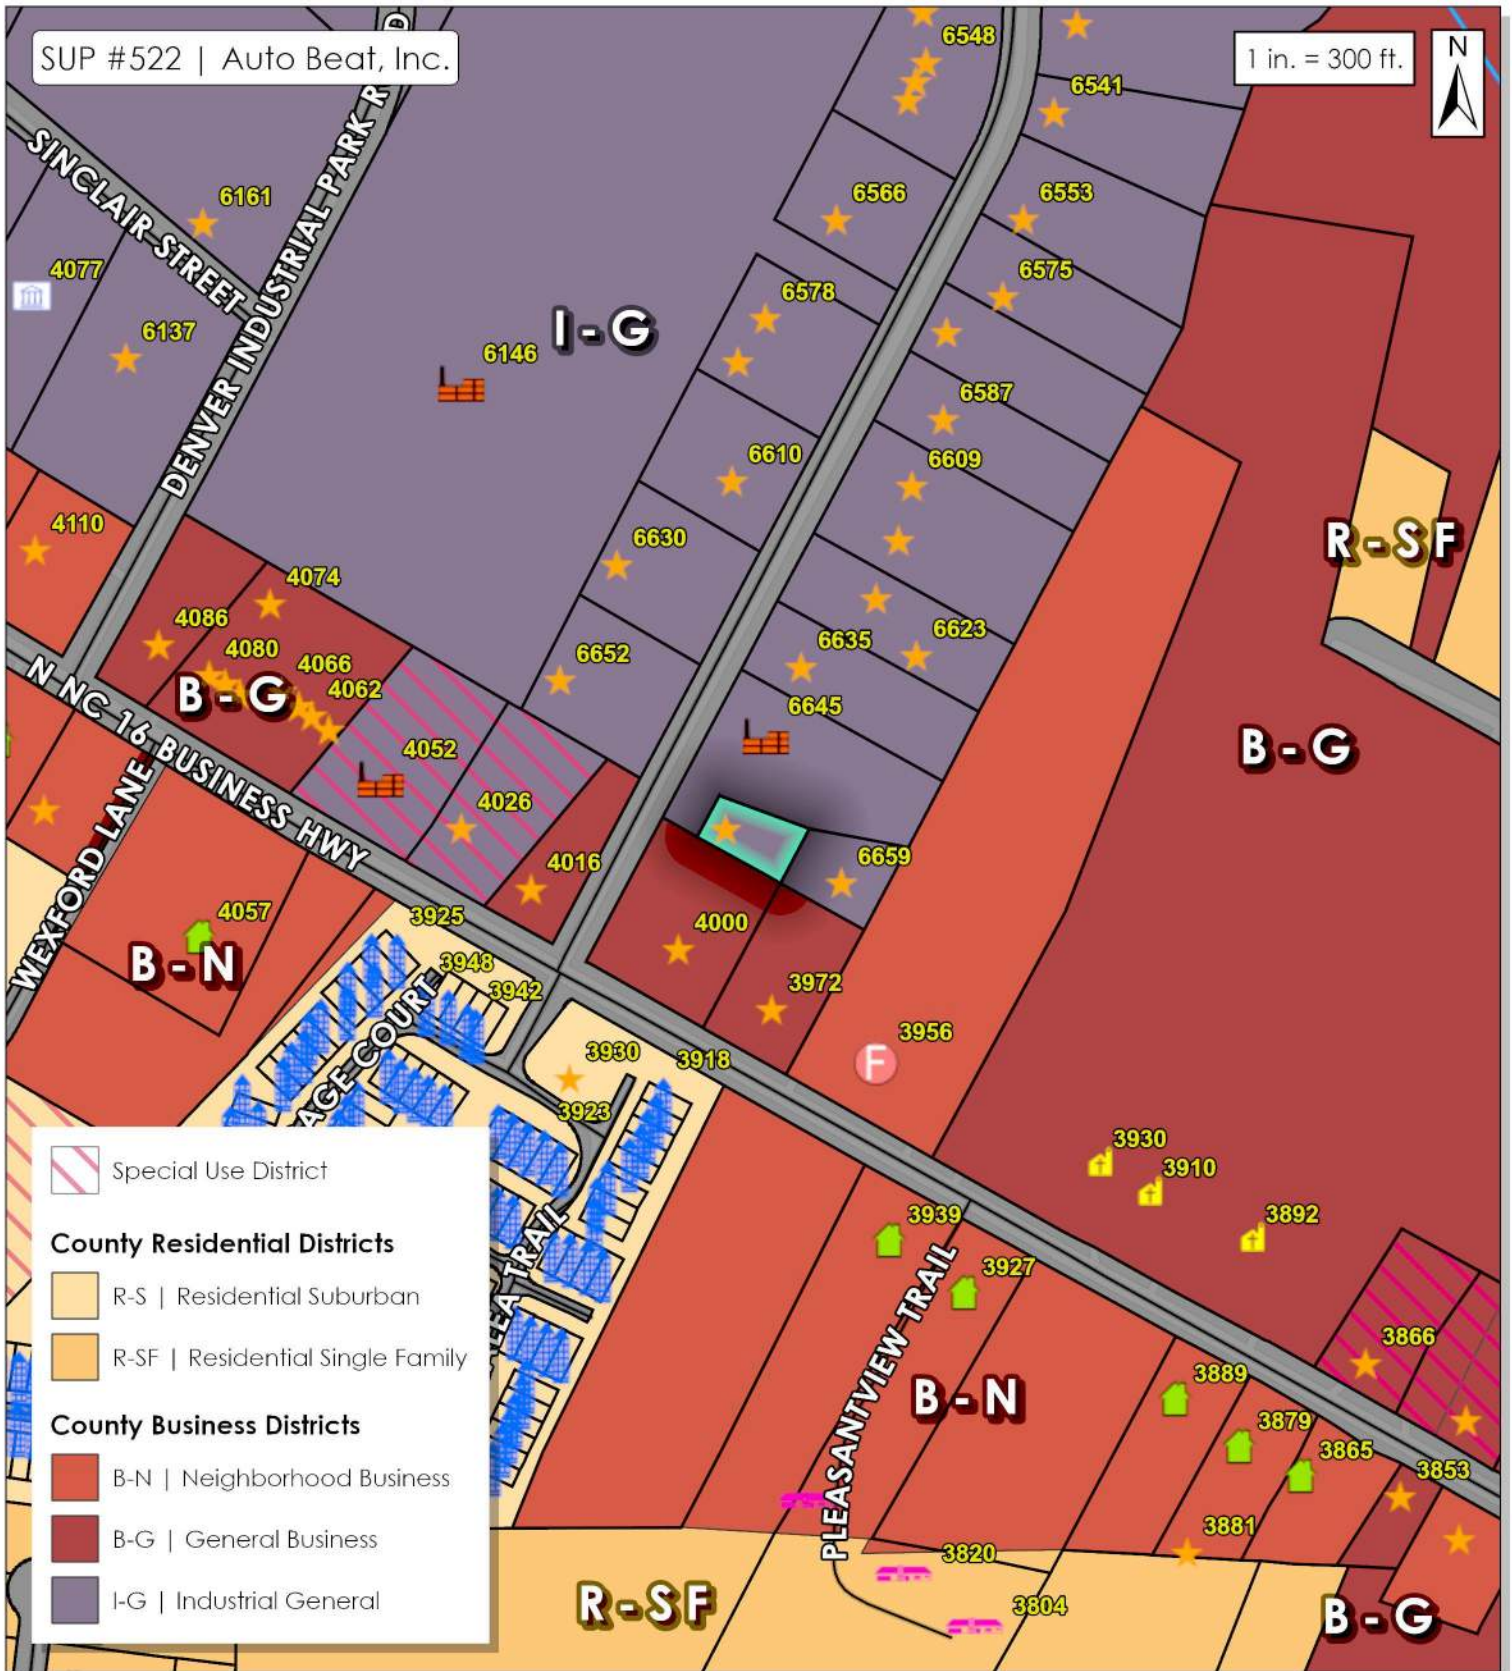 SUP #522 | Auto Beat, Inc.
1 in. = 300 ft.
N
6548
6541
SINCLAIR STREET
6161
DENVER INDUSTRIAL PARK
6566
6553
4077
6575
6578
6137
I-G
6146
6587
6610
6609
4110
R-SF
6630
4074
4086
4080
6623
6635
6652
4066
4062
B-G
6645
N NC 16 BUSINESS HWY
4052
B-G
4026
WEXFORD LANE
4016
6659
4057
3925
4000
B-N
3948
3942
3972
3956
3930
3918
3923
AGE COURT
3930
3910
3892
3939
3927
TRAIL
PLEASANTVIEW TRAIL
3866
B-N
3889
3879
3865
3853
3881
3820
R-SF
3804
B-G
Special Use District
County Residential Districts
R-S | Residential Suburban
R-SF | Residential Single Family
County Business Districts
B-N | Neighborhood Business
B-G | General Business
I-G | Industrial General